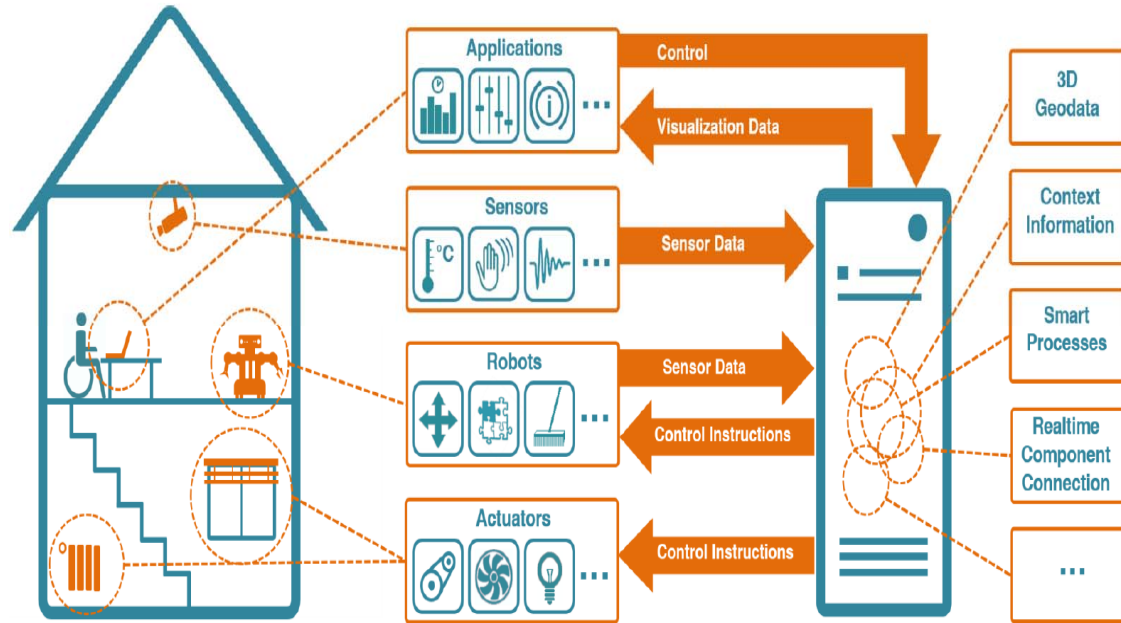 Applications
...
Control
Visualization Data
Sensors
°C
...
Sensor Data
Robots
...
Sensor Data
Control Instructions
Actuators
...
Control Instructions
3D
Geodata
Context
Information
Smart
Processes
Realtime
Component
Connection
...